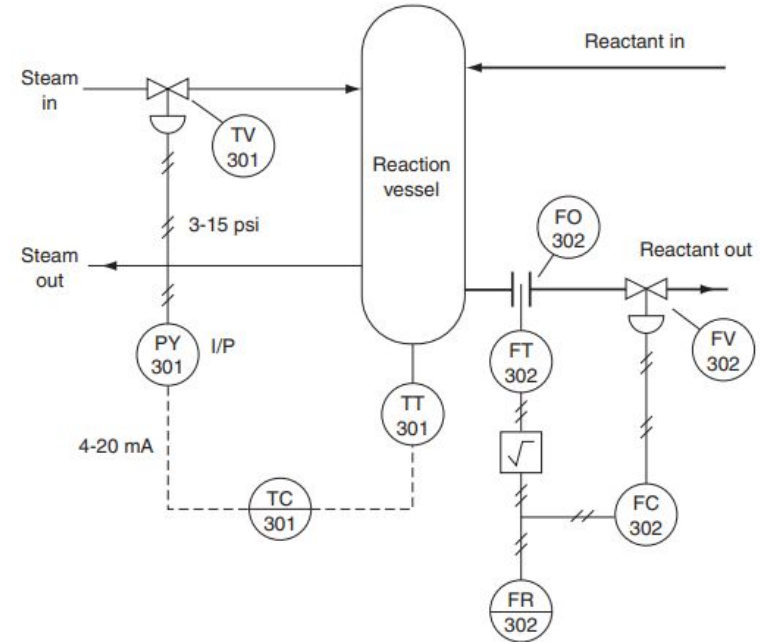 Reactant in
Steam
in
TV
301
Reaction
vessel
3-15 psi
FO
302
Reactant out
Steam
out
PY
301
I/P
FT
302
FV
302
TT
301
4-20 mA
√
TC
301
FC
302
FR
302